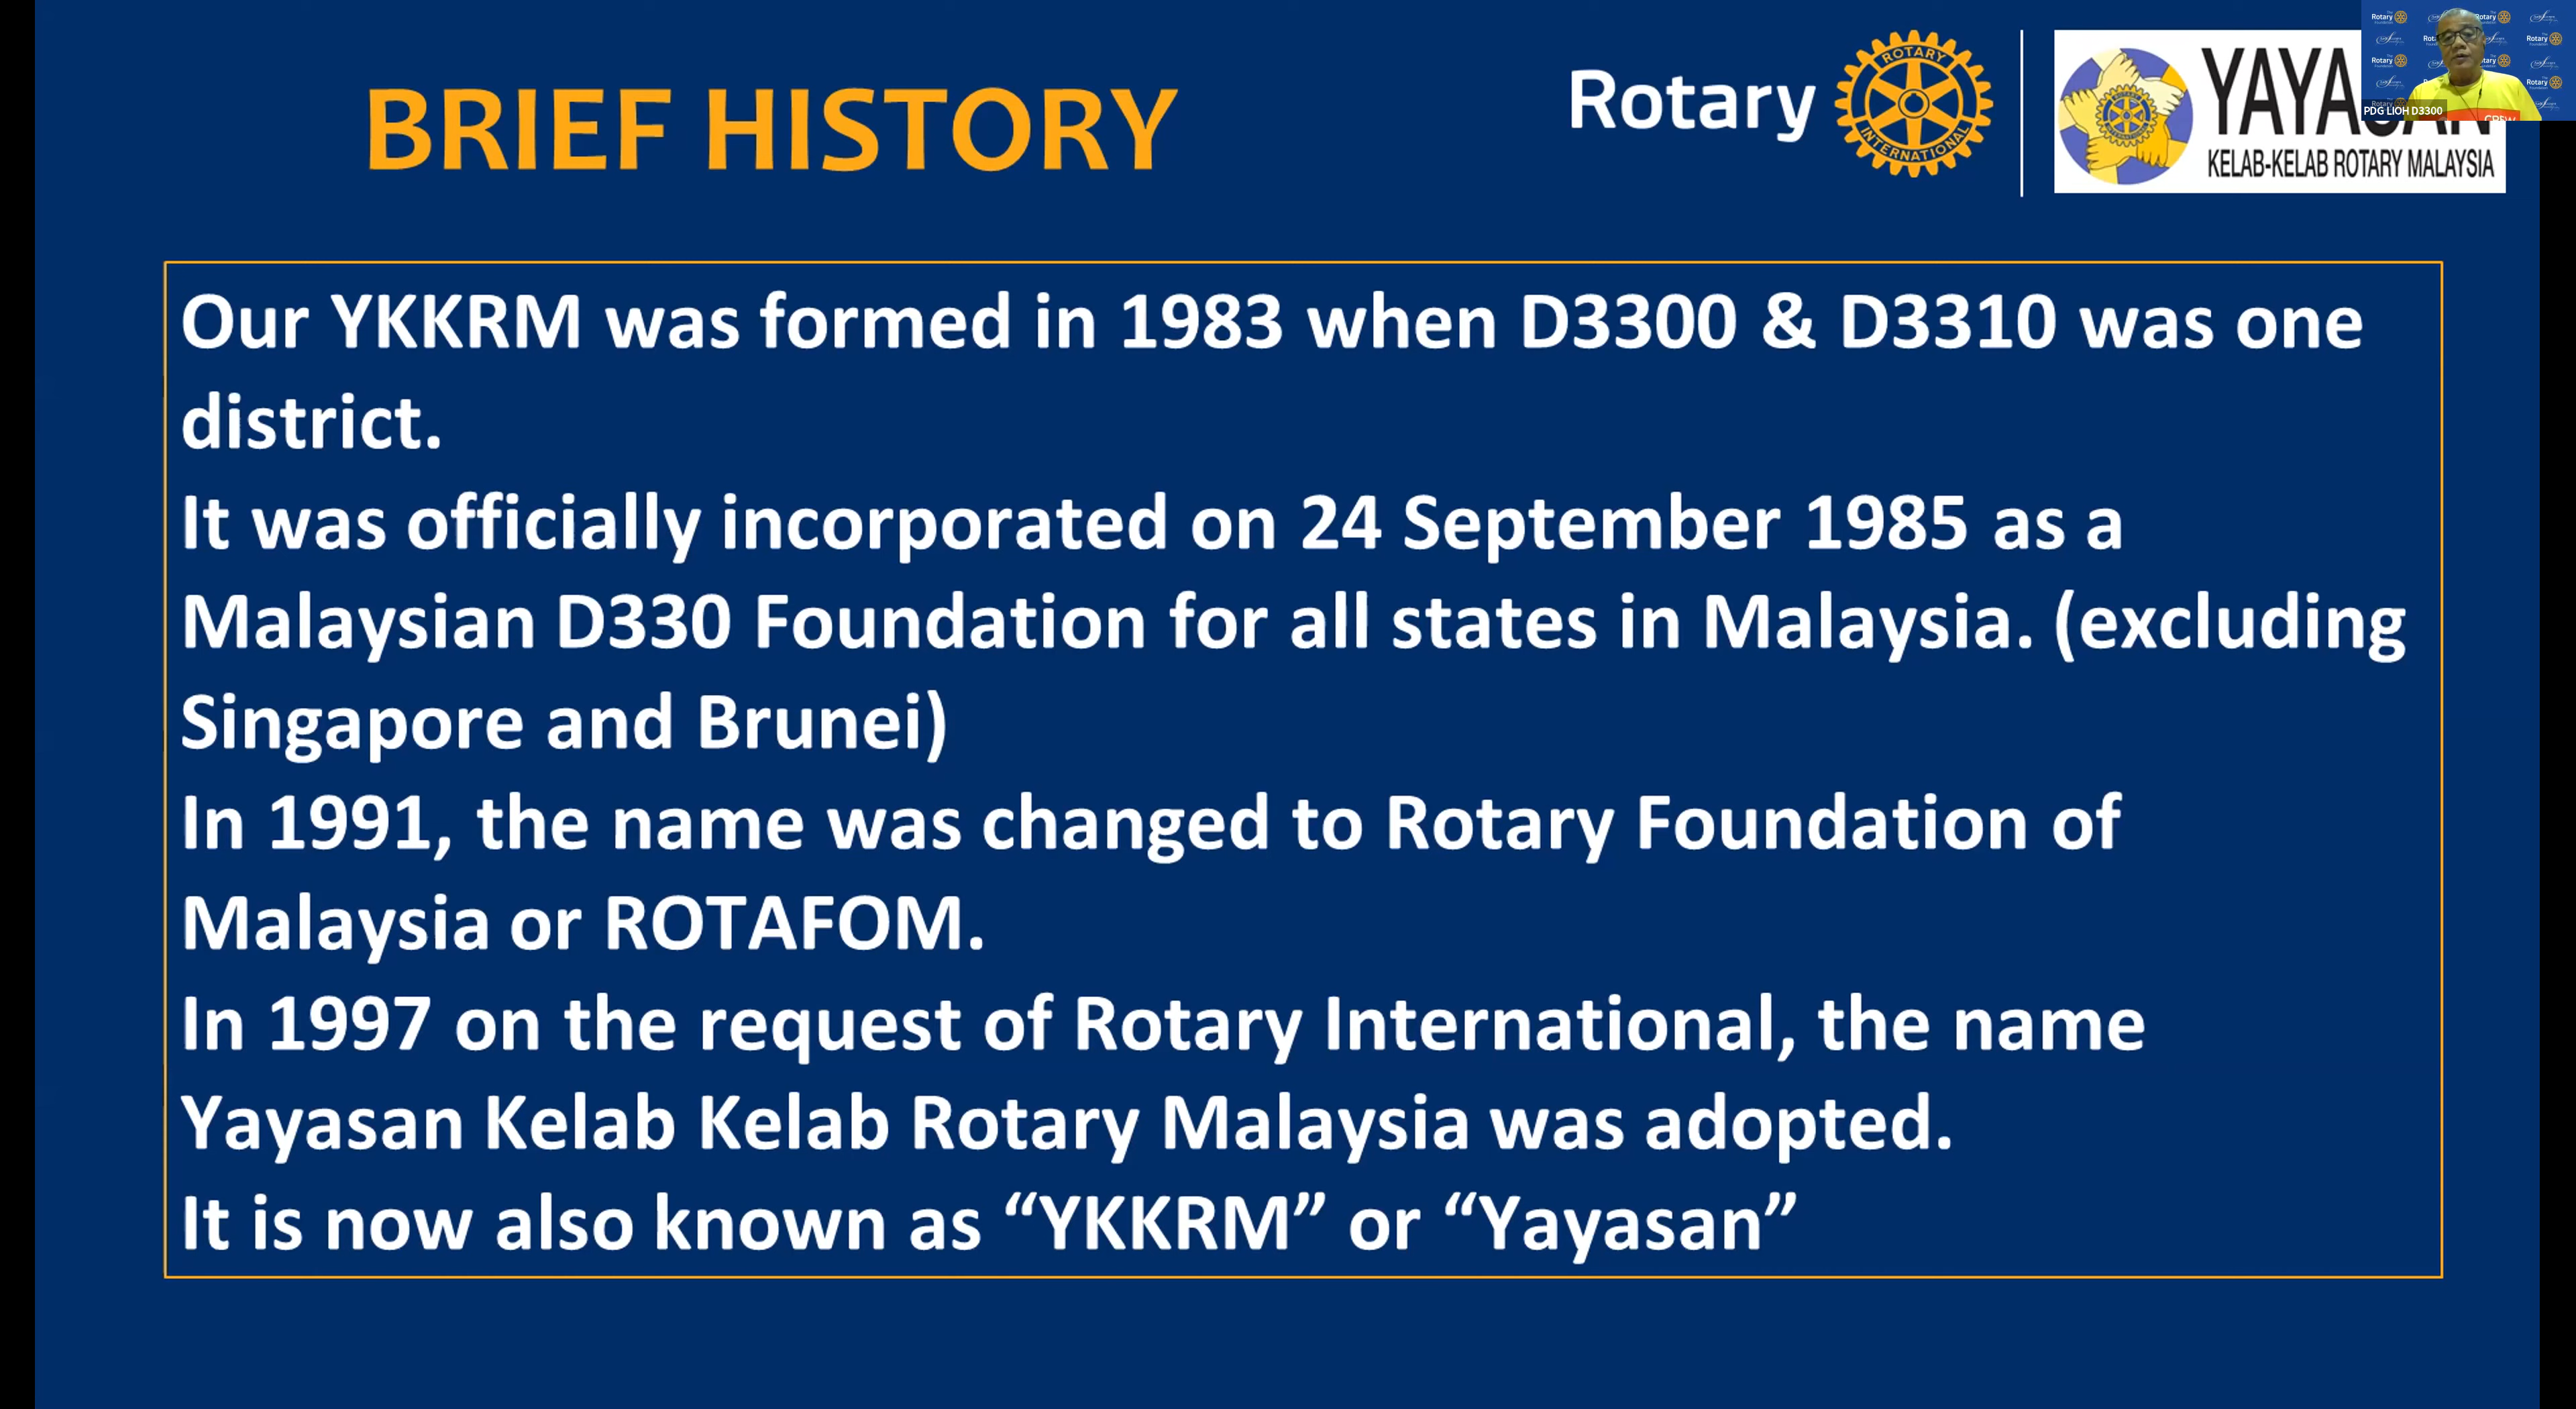 BRIEF HISTORY
Rotary
ROTARY
INTERNATIONAL
KELAB-KELAB ROTARY MALAYSIA
PDG LIOH D3300
Our YKKRM was formed in 1983 when D3300 & D3310 was one
district.
It was officially incorporated on 24 September 1985 as a
Malaysian D330 Foundation for all states in Malaysia. (excluding
Singapore and Brunei)
In 1991, the name was changed to Rotary Foundation of
Malaysia or ROTAFOM.
In 1997 on the request of Rotary International, the name
Yayasan Kelab Kelab Rotary Malaysia was adopted.
It is now also known as “YKKRM” or “Yayasan”